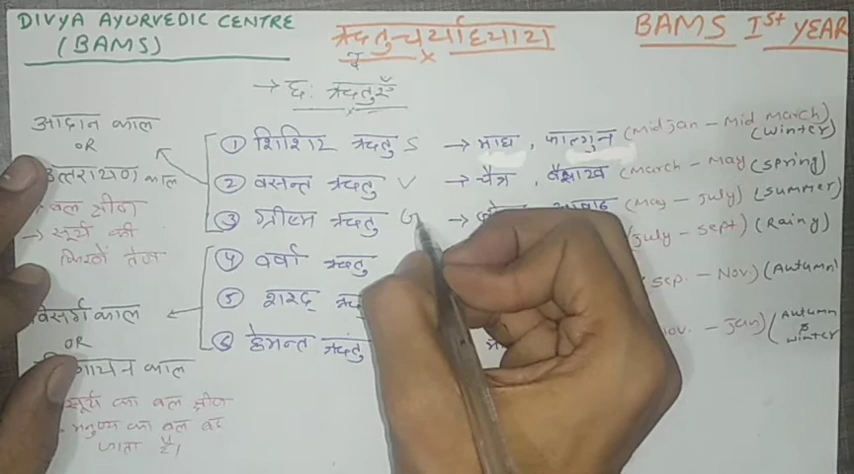 DIVYA AYURVEDIC CENTRE
(BAMS)
ऋतुचर्याध्याय
BAMS Ist YEAR
→ छः ऋतुएँ
आदान काल
OR
उत्तरायण काल
बल क्षीण
→ सूर्य की
किरणें तेज
① शिशिर ऋतु S → माघ, फाल्गुन (Mid jan - Mid March) (winter)
② वसन्त ऋतु V → चैत्र, वैशाख (March - May) (spring)
③ ग्रीष्म ऋतु G → आषाढ (May - july) (summer)
④ वर्षा ऋतु (july - sept) (Rainy)
⑤ शरद् ऋतु sep. - Nov) (Autumn)
⑥ हेमन्त ऋतु Nov. - jan) (Autumn & winter
विसर्ग काल
OR
काल
सूर्य का बल क्षीण
मनुष्य का बल बढ़
जाता है।